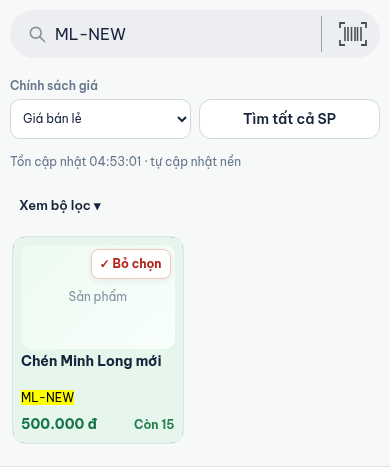 ML-NEW
Chính sách giá
Giá bán lẻ
Tìm tất cả SP
Tồn cập nhật 04:53:01 · tự cập nhật nền
Xem bộ lọc ▾
✓ Bỏ chọn
Sản phẩm
Chén Minh Long mới
ML-NEW
500.000 đ
Còn 15